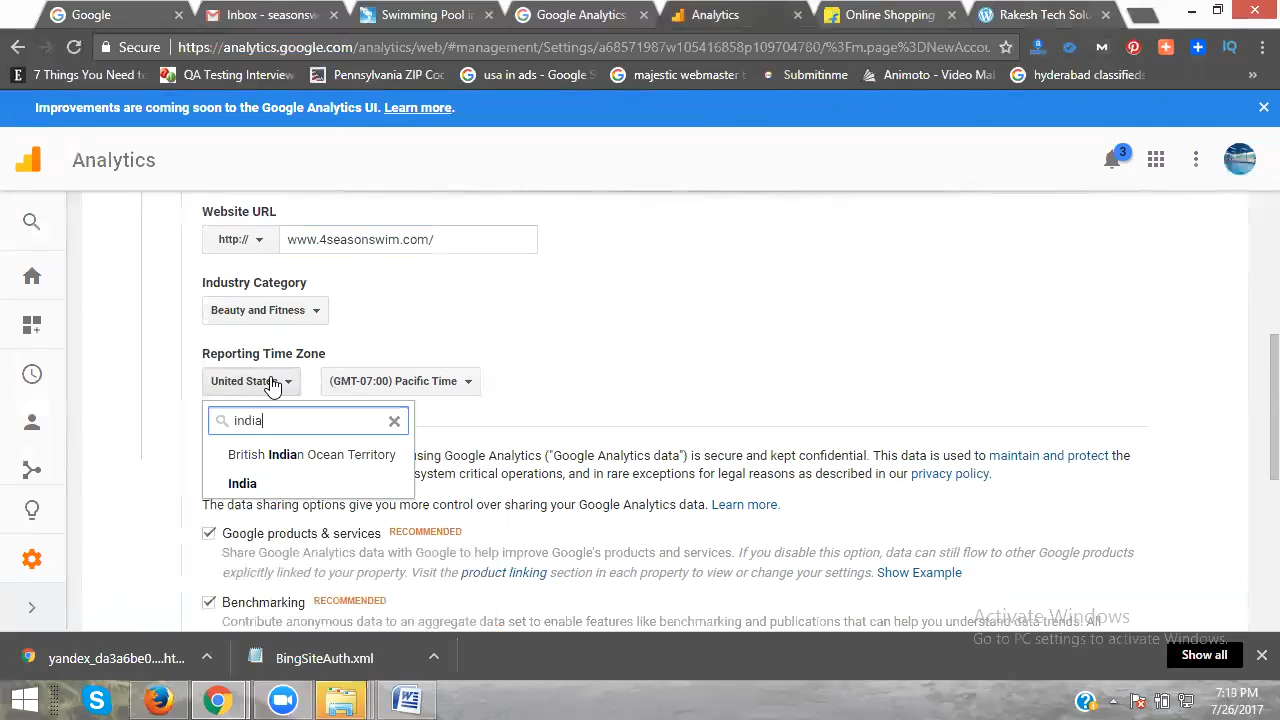 Google
Inbox - seasonsw
Swimming Pool in
Google Analytics
Analytics
Online Shopping
Rakesh Tech Solu
Secure
https://analytics.google.com/analytics/web/#management/Settings/a68571987w105416858p109704780/%3Fm.page%3DNewAccou...
7 Things You Need t
QA Testing Interview
Pennsylvania ZIP Co
usa in ads - Google S
majestic webmaster
Submitinme
Animoto - Video Ma
hyderabad classified
Improvements are coming soon to the Google Analytics UI. Learn more.
Analytics
3
Website URL
http://
www.4seasonswim.com/
Industry Category
Beauty and Fitness
Reporting Time Zone
United States
(GMT-07:00) Pacific Time
india
British Indian Ocean Territory
India
using Google Analytics ("Google Analytics data") is secure and kept confidential. This data is used to maintain and protect the
system critical operations, and in rare exceptions for legal reasons as described in our privacy policy.
The data sharing options give you more control over sharing your Google Analytics data. Learn more.
Google products & services RECOMMENDED
Share Google Analytics data with Google to help improve Google's products and services. If you disable this option, data can still flow to other Google products
explicitly linked to your property. Visit the product linking section in each property to view or change your settings. Show Example
Benchmarking RECOMMENDED
Contribute anonymous data to an aggregate data set to enable features like benchmarking and publications that can help you understand data trends. All
Activate Windows
Go to PC settings to activate Windows.
yandex_da3a6be0....ht...
BingSiteAuth.xml
Show all
7:19 PM
7/26/2017